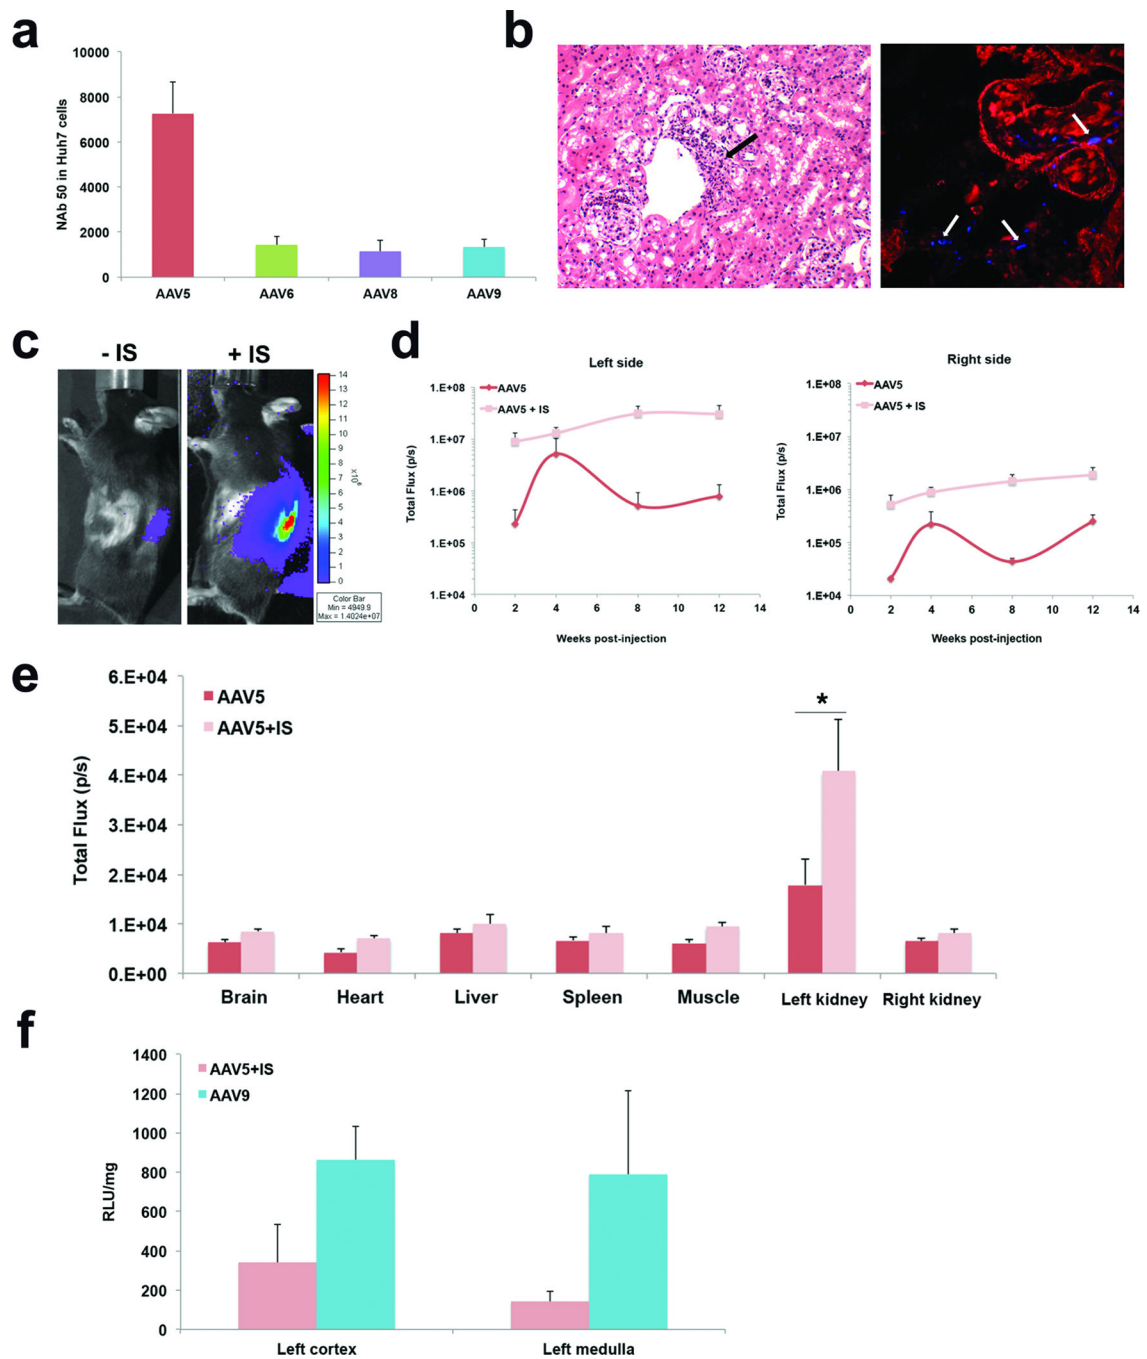 a
NAb 50 in Huh7 cells
10000
8000
6000
4000
2000
0
AAV5 AAV6 AAV8 AAV9
b
c
- IS + IS
14
13
12
11
10
9
8
7
6
5
4
3
2
1
0
x10⁶
Color Bar
Min = 4949.9
Max = 1.4024e+07
d
Left side
AAV5
AAV5 + IS
Total Flux (p/s)
1.E+08
1.E+07
1.E+06
1.E+05
1.E+04
0 2 4 6 8 10 12 14
Weeks post-injection
Right side
AAV5
AAV5 + IS
Total Flux (p/s)
1.E+08
1.E+07
1.E+06
1.E+05
1.E+04
0 2 4 6 8 10 12 14
Weeks post-injection
e
AAV5
AAV5+IS
Total Flux (p/s)
6.E+04
5.E+04
4.E+04
3.E+04
2.E+04
1.E+04
0.E+00
*
Brain Heart Liver Spleen Muscle Left kidney Right kidney
f
AAV5+IS
AAV9
RLU/mg
1400
1200
1000
800
600
400
200
0
Left cortex Left medulla